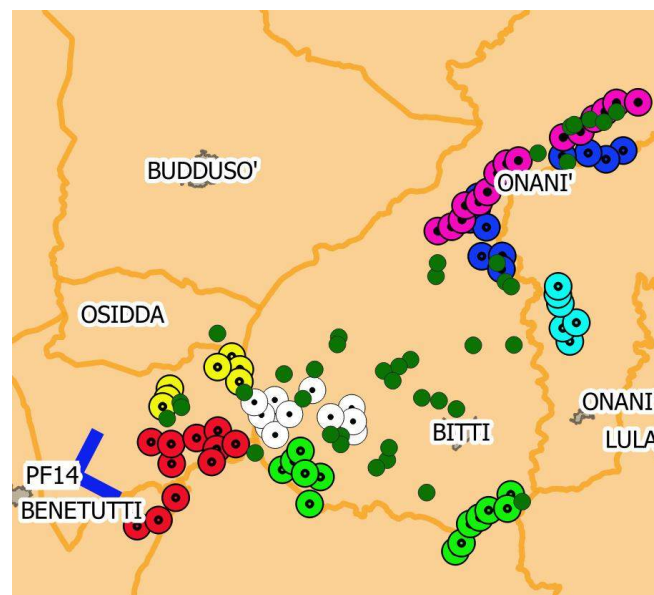 BUDDUSO'
ONANI'
OSIDDA
ONANI
BITTI
LULA
PF14
BENETUTTI